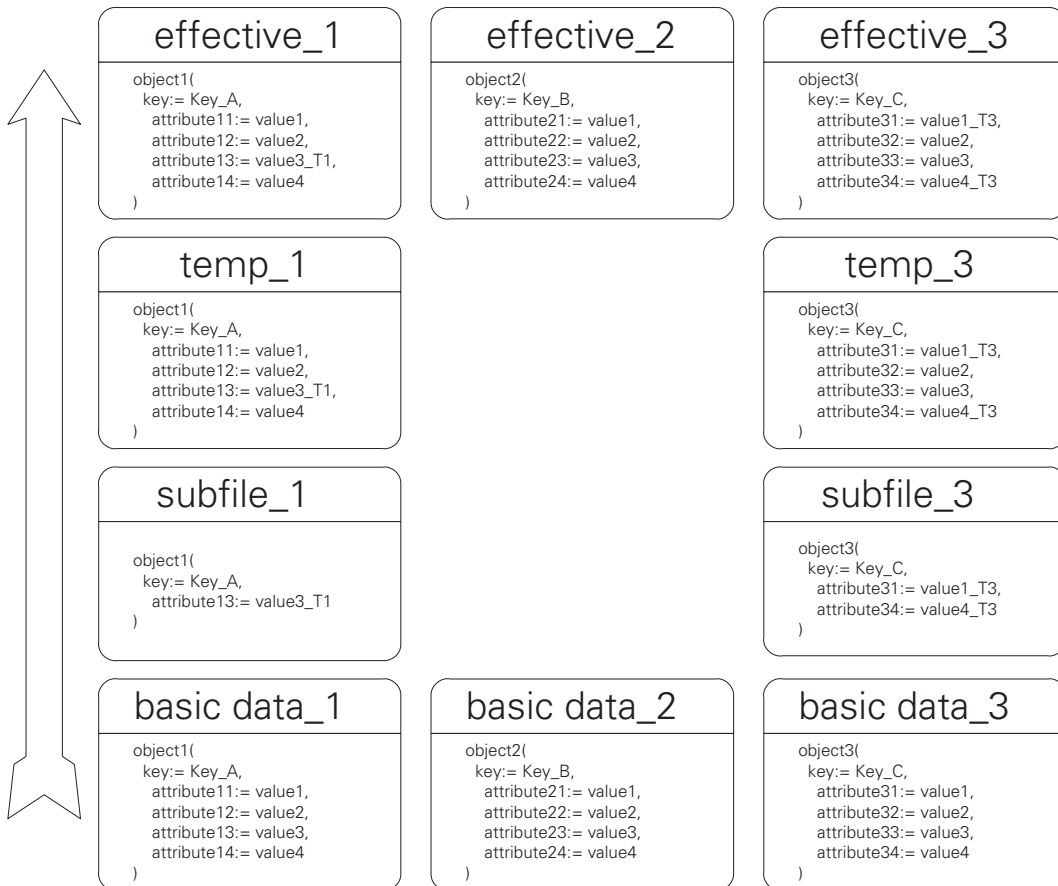 effective_1
object1(
key:= Key_A,
attribute11:= value1,
attribute12:= value2,
attribute13:= value3_T1,
attribute14:= value4
)
effective_2
object2(
key:= Key_B,
attribute21:= value1,
attribute22:= value2,
attribute23:= value3,
attribute24:= value4
)
effective_3
object3(
key:= Key_C,
attribute31:= value1_T3,
attribute32:= value2,
attribute33:= value3,
attribute34:= value4_T3
)
temp_1
object1(
key:= Key_A,
attribute11:= value1,
attribute12:= value2,
attribute13:= value3_T1,
attribute14:= value4
)
temp_3
object3(
key:= Key_C,
attribute31:= value1_T3,
attribute32:= value2,
attribute33:= value3,
attribute34:= value4_T3
)
subfile_1
object1(
key:= Key_A,
attribute13:= value3_T1
)
subfile_3
object3(
key:= Key_C,
attribute31:= value1_T3,
attribute34:= value4_T3
)
basic data_1
object1(
key:= Key_A,
attribute11:= value1,
attribute12:= value2,
attribute13:= value3,
attribute14:= value4
)
basic data_2
object2(
key:= Key_B,
attribute21:= value1,
attribute22:= value2,
attribute23:= value3,
attribute24:= value4
)
basic data_3
object3(
key:= Key_C,
attribute31:= value1,
attribute32:= value2,
attribute33:= value3,
attribute34:= value4
)